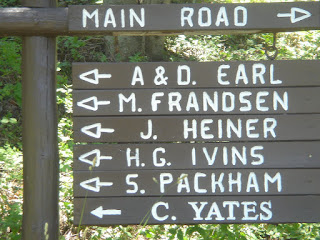 MAIN ROAD →
← A & D. EARL
← M. FRANDSEN
← J. HEINER
← H. G. IVINS
← S. PACKHAM
← C. YATES